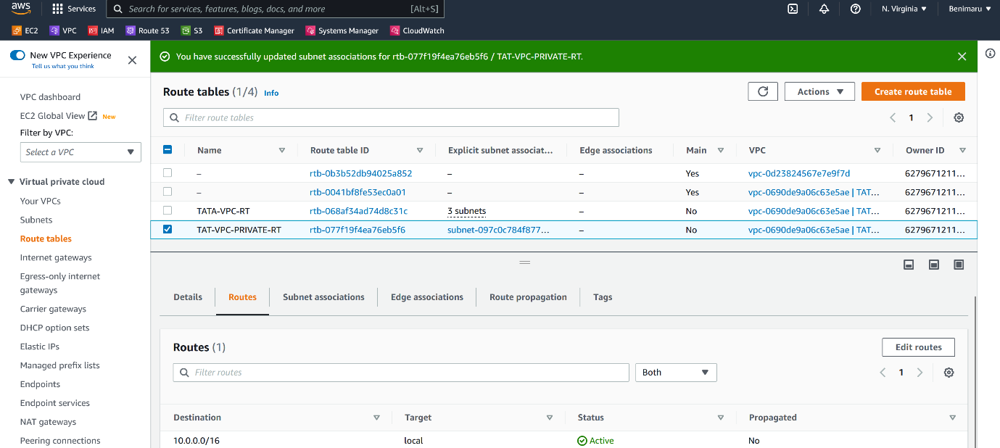 aws
Services
Search for services, features, blogs, docs, and more
[Alt+S]
N. Virginia
Benimaru
EC2
VPC
IAM
Route 53
S3
Certificate Manager
Systems Manager
CloudWatch
New VPC Experience
Tell us what you think
VPC dashboard
EC2 Global View
New
Filter by VPC:
Select a VPC
Virtual private cloud
Your VPCs
Subnets
Route tables
Internet gateways
Egress-only internet
gateways
Carrier gateways
DHCP option sets
Elastic IPs
Managed prefix lists
Endpoints
Endpoint services
NAT gateways
Peering connections
You have successfully updated subnet associations for rtb-077f19f4ea76eb5f6 / TAT-VPC-PRIVATE-RT.
Route tables (1/4) Info
Actions
Create route table
Filter route tables
1
Name Route table ID Explicit subnet associat... Edge associations Main VPC Owner ID
– rtb-0b3b52db94025a852 – – Yes vpc-0d23824567e7e9f7d 6279671211...
– rtb-0041bf8fe53ec0a01 – – Yes vpc-0690de9a06c63e5ae | TAT... 6279671211...
TATA-VPC-RT rtb-068af34ad74d8c31c 3 subnets – No vpc-0690de9a06c63e5ae | TAT... 6279671211...
TAT-VPC-PRIVATE-RT rtb-077f19f4ea76eb5f6 subnet-097c0c784f877... – No vpc-0690de9a06c63e5ae | TAT... 6279671211...
Details
Routes
Subnet associations
Edge associations
Route propagation
Tags
Routes (1)
Edit routes
Filter routes
Both
1
Destination Target Status Propagated
10.0.0.0/16 local Active No